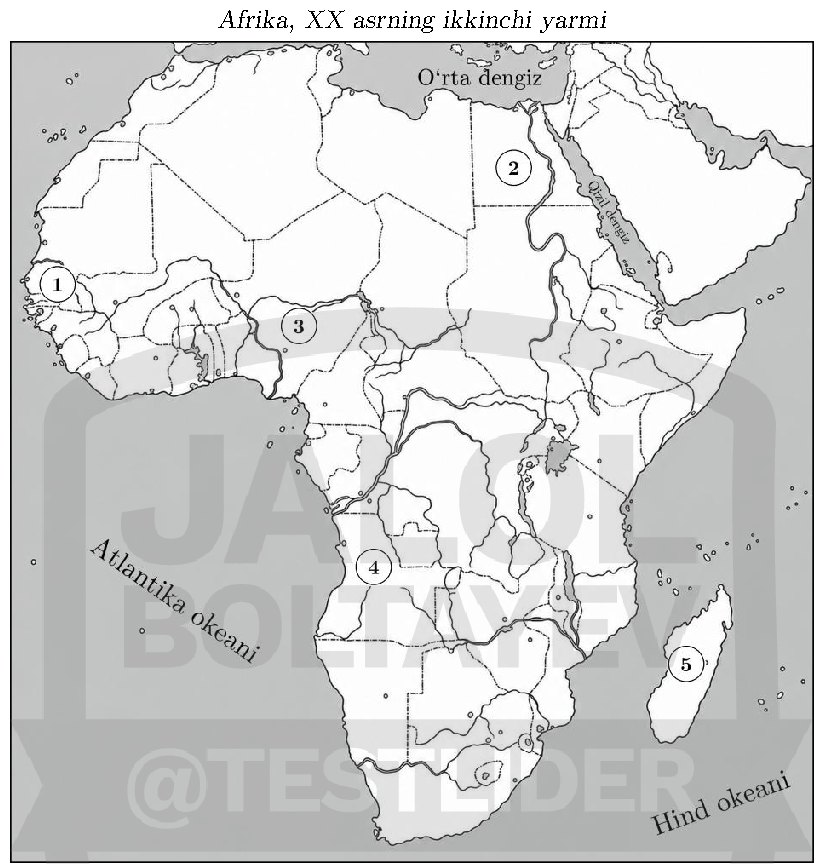 Afrika, XX asrning ikkinchi yarmi
O‘rta dengiz
2
Qizil dengiz
1
3
JALOL
Atlantika okeani
4
BOLTAYEV
5
@TESTLIDER
Hind okeani